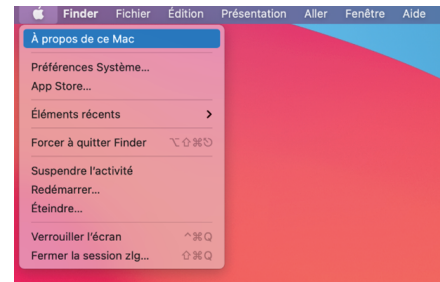 Finder Fichier Édition Présentation Aller Fenêtre Aide
À propos de ce Mac
Préférences Système...
App Store...
Éléments récents
Forcer à quitter Finder ⌥⇧⌘⎋
Suspendre l'activité
Redémarrer...
Éteindre...
Verrouiller l'écran ^⌘Q
Fermer la session zlg... ⇧⌘Q